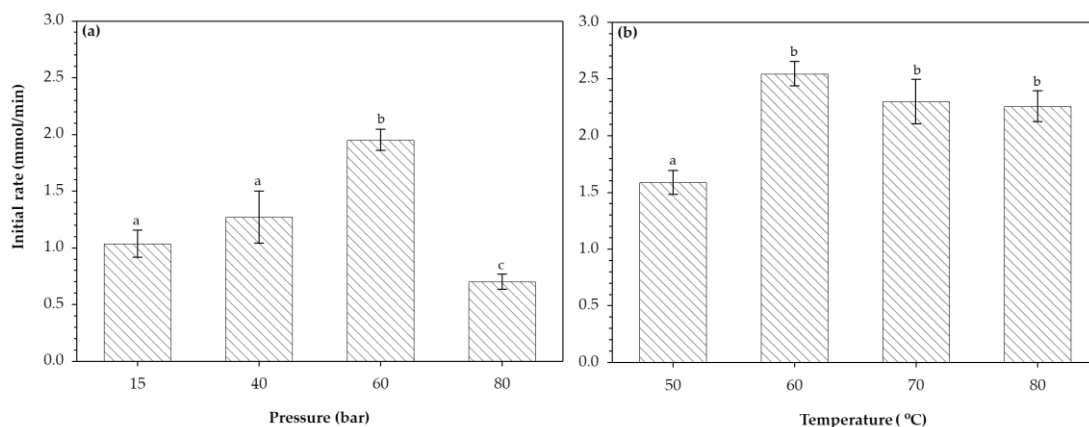 (a)
Initial rate (mmol/min)
3.0
2.5
2.0
1.5
1.0
0.5
0.0
a
a
b
c
15 40 60 80
Pressure (bar)
(b)
3.0
2.5
2.0
1.5
1.0
0.5
0.0
a
b
b
b
50 60 70 80
Temperature ( °C)